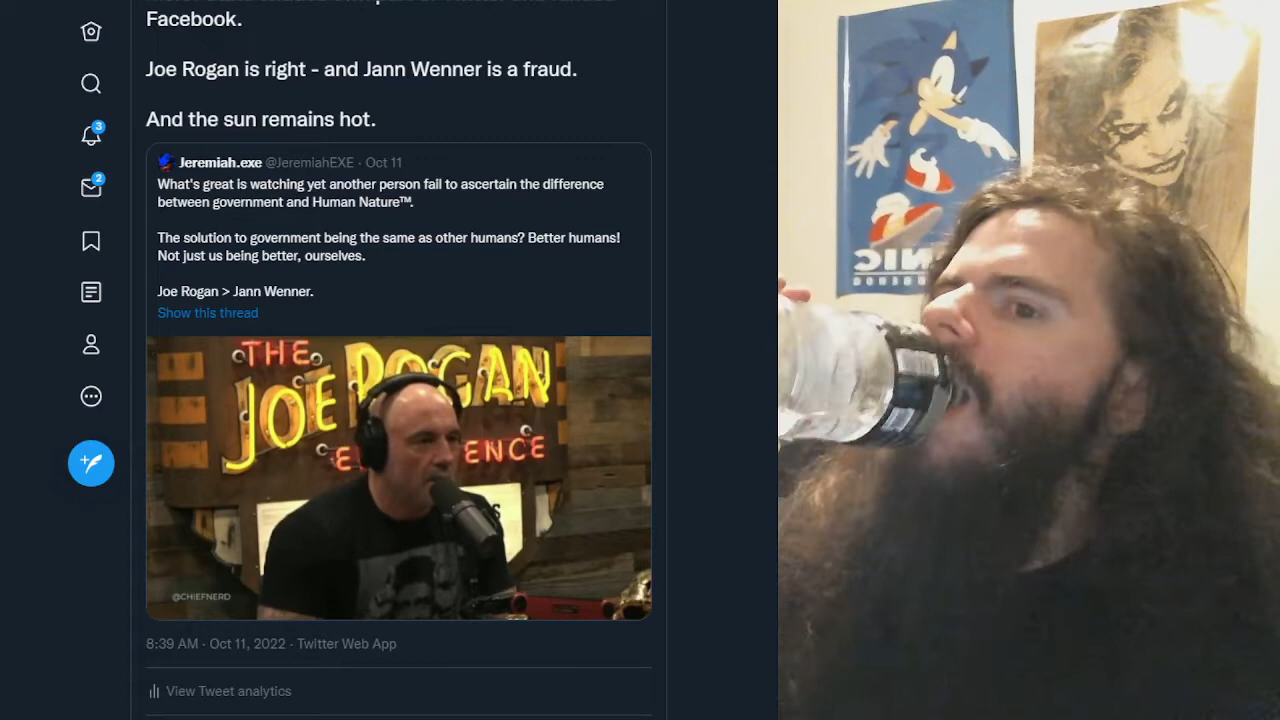 Facebook.
Joe Rogan is right - and Jann Wenner is a fraud.
And the sun remains hot.
3
Jeremiah.exe @JeremiahEXE · Oct 11
What's great is watching yet another person fail to ascertain the difference
between government and Human Nature™.
2
The solution to government being the same as other humans? Better humans!
Not just us being better, ourselves.
Joe Rogan > Jann Wenner.
Show this thread
THE
JOE ROGAN
ENCE
@CHIEFNERD
8:39 AM · Oct 11, 2022 · Twitter Web App
View Tweet analytics